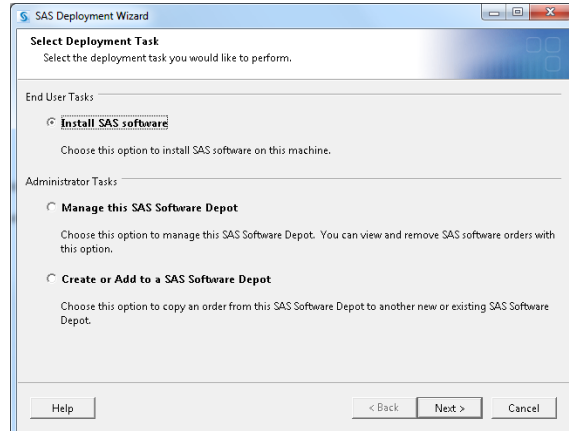 SAS Deployment Wizard
Select Deployment Task
Select the deployment task you would like to perform.
End User Tasks
Install SAS software
Choose this option to install SAS software on this machine.
Administrator Tasks
Manage this SAS Software Depot
Choose this option to manage this SAS Software Depot. You can view and remove SAS software orders with
this option.
Create or Add to a SAS Software Depot
Choose this option to copy an order from this SAS Software Depot to another new or existing SAS Software
Depot.
Help
< Back
Next >
Cancel